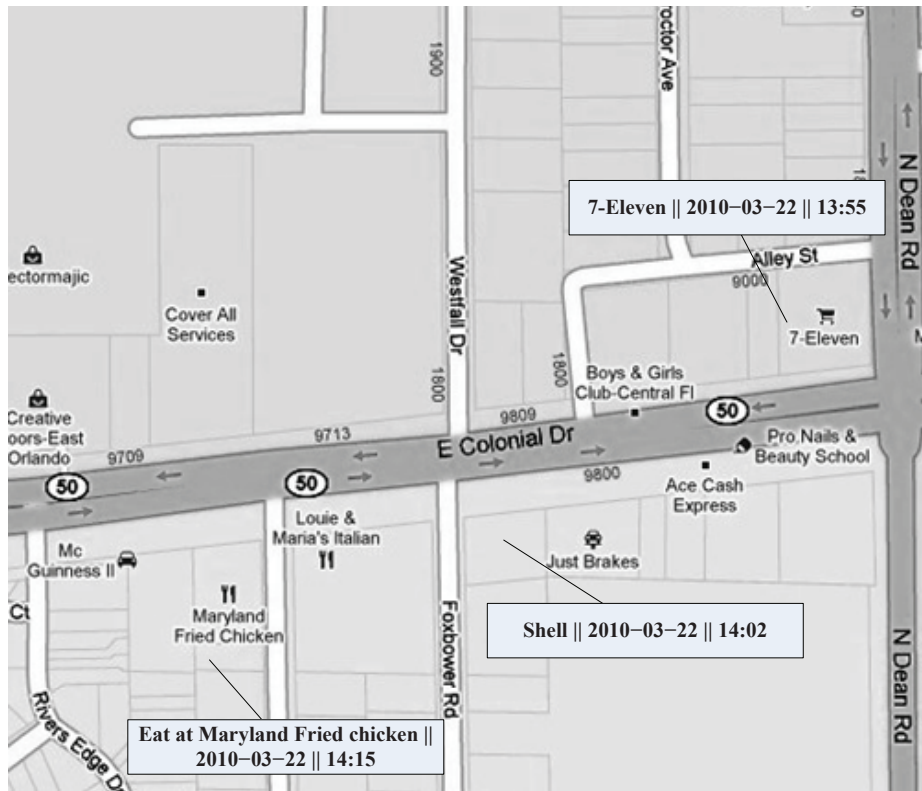 1900
Proctor Ave
N Dean Rd
7-Eleven || 2010−03−22 || 13:55
ectormajic
Westfall Dr
Alley St
9000
Cover All
Services
7-Eleven
M
1800
1800
Boys & Girls
Club-Central Fl
Creative
oors-East
Orlando
9709
9713
9809
E Colonial Dr
50
50
50
9800
Pro Nails &
Beauty School
Ace Cash
Express
Louie &
Maria's Italian
Mc
Guinness II
Just Brakes
Ct
Maryland
Fried Chicken
Foxbower Rd
Shell || 2010−03−22 || 14:02
N Dean Rd
Rivers Edge Dr
Eat at Maryland Fried chicken ||
2010−03−22 || 14:15